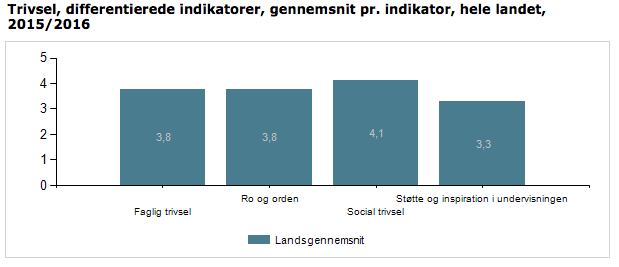 Trivsel, differentierede indikatorer, gennemsnit pr. indikator, hele landet,
2015/2016
5
4
3
2
1
0
3,8
3,8
4,1
3,3
Faglig trivsel
Ro og orden
Social trivsel
Støtte og inspiration i undervisningen
Landsgennemsnit